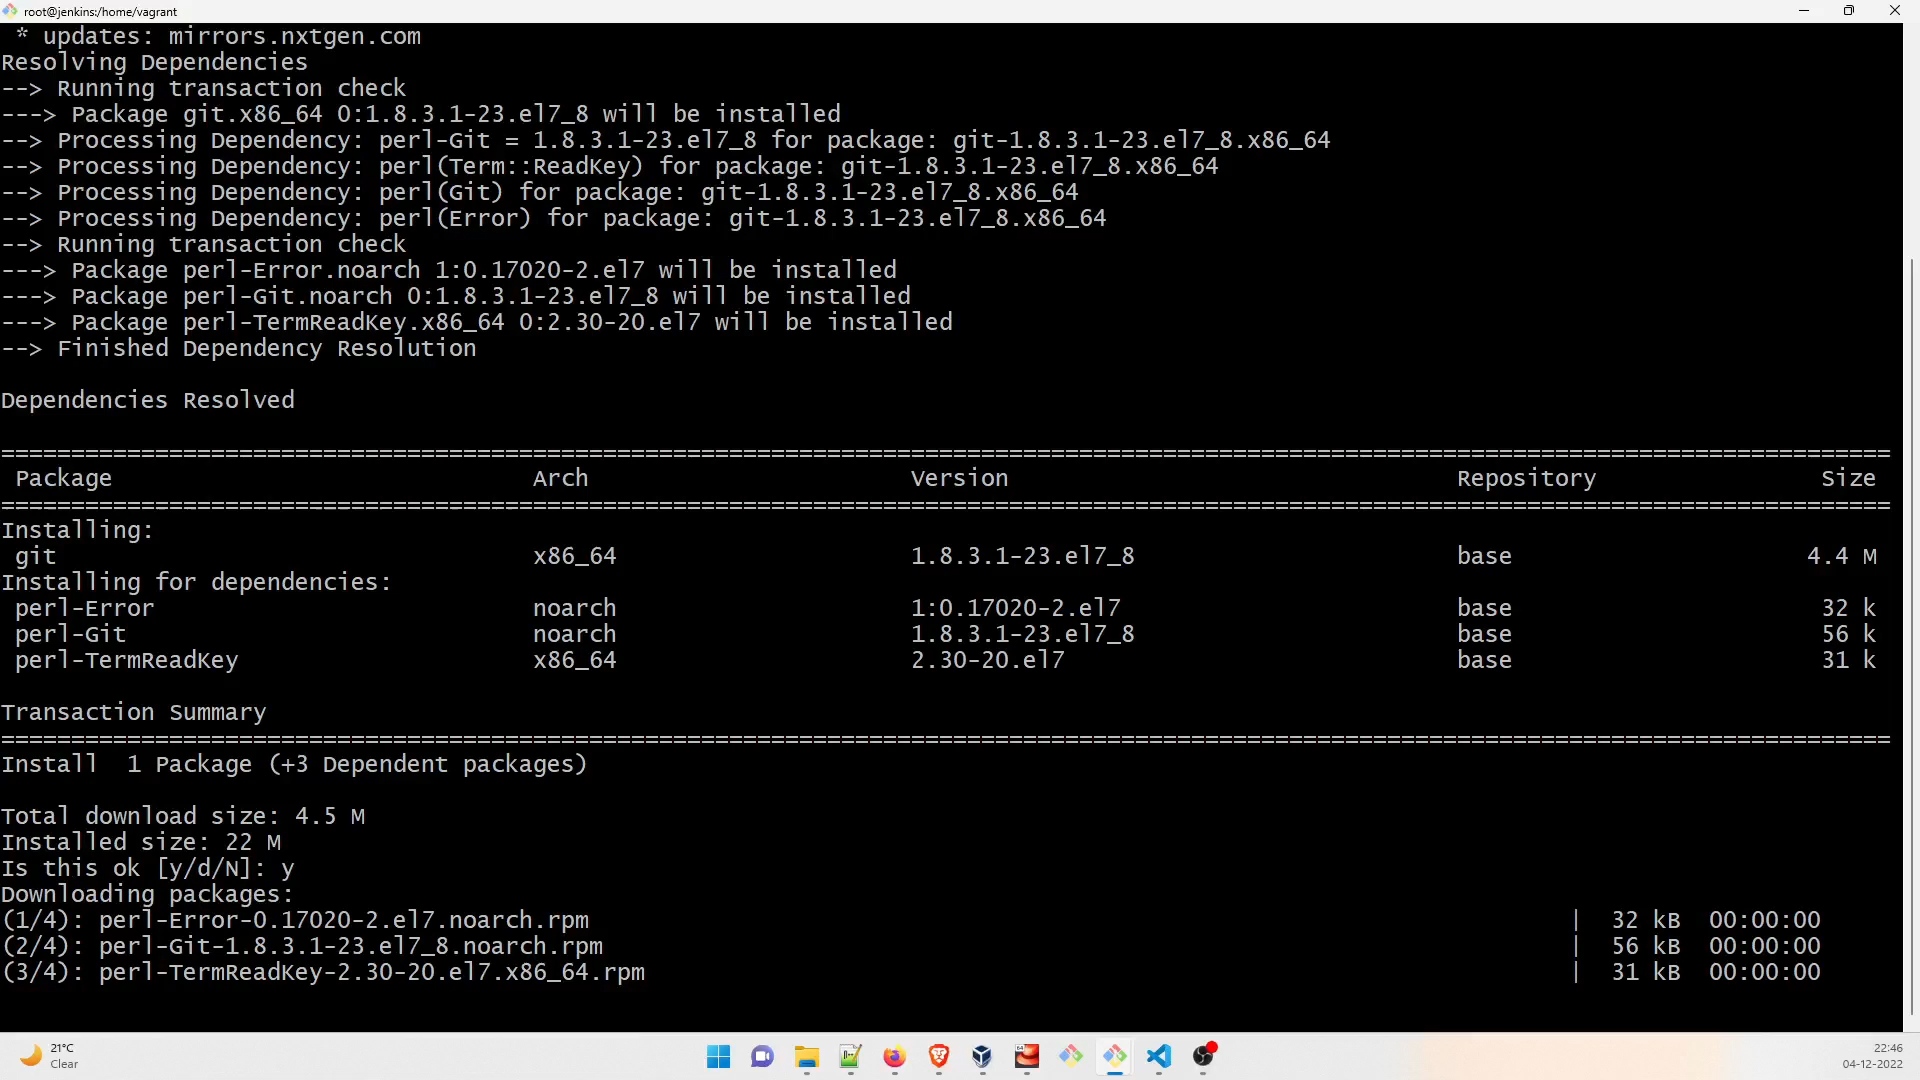 root@jenkins:/home/vagrant
 * updates: mirrors.nxtgen.com
Resolving Dependencies
--> Running transaction check
---> Package git.x86_64 0:1.8.3.1-23.el7_8 will be installed
--> Processing Dependency: perl-Git = 1.8.3.1-23.el7_8 for package: git-1.8.3.1-23.el7_8.x86_64
--> Processing Dependency: perl(Term::ReadKey) for package: git-1.8.3.1-23.el7_8.x86_64
--> Processing Dependency: perl(Git) for package: git-1.8.3.1-23.el7_8.x86_64
--> Processing Dependency: perl(Error) for package: git-1.8.3.1-23.el7_8.x86_64
--> Running transaction check
---> Package perl-Error.noarch 1:0.17020-2.el7 will be installed
---> Package perl-Git.noarch 0:1.8.3.1-23.el7_8 will be installed
---> Package perl-TermReadKey.x86_64 0:2.30-20.el7 will be installed
--> Finished Dependency Resolution
Dependencies Resolved
Package Arch Version Repository Size
Installing:
git x86_64 1.8.3.1-23.el7_8 base 4.4 M
Installing for dependencies:
perl-Error noarch 1:0.17020-2.el7 base 32 k
perl-Git noarch 1.8.3.1-23.el7_8 base 56 k
perl-TermReadKey x86_64 2.30-20.el7 base 31 k
Transaction Summary
Install 1 Package (+3 Dependent packages)
Total download size: 4.5 M
Installed size: 22 M
Is this ok [y/d/N]: y
Downloading packages:
(1/4): perl-Error-0.17020-2.el7.noarch.rpm | 32 kB 00:00:00
(2/4): perl-Git-1.8.3.1-23.el7_8.noarch.rpm | 56 kB 00:00:00
(3/4): perl-TermReadKey-2.30-20.el7.x86_64.rpm | 31 kB 00:00:00
21°C
Clear
22:46
04-12-2022